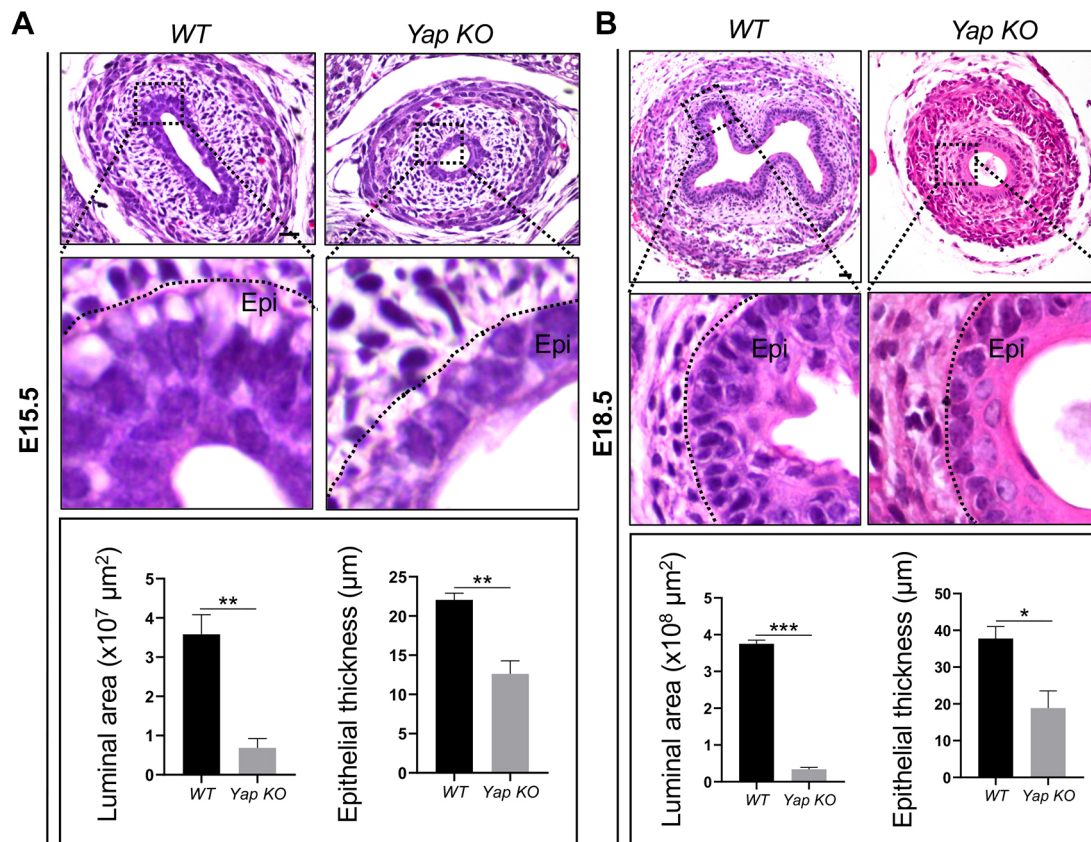 A
WT
Yap KO
Epi
Epi
E15.5
Luminal area (x10⁷ µm²)
5
4
3
2
1
0
**
WT
Yap KO
Epithelial thickness (µm)
25
20
15
10
5
0
**
WT
Yap KO
B
WT
Yap KO
Epi
Epi
E18.5
Luminal area (x10⁸ µm²)
5
4
3
2
1
0
***
WT
Yap KO
Epithelial thickness (µm)
50
40
30
20
10
0
*
WT
Yap KO